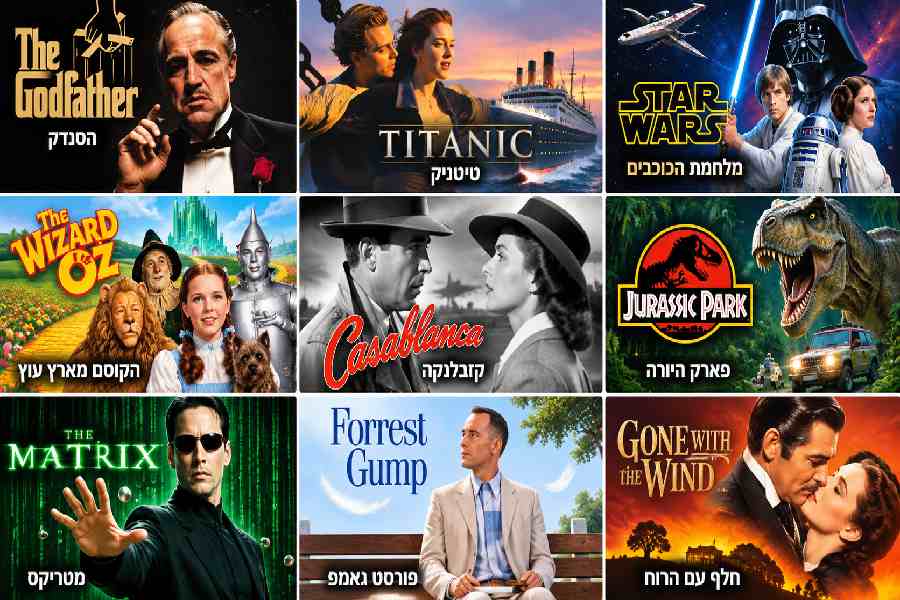 The
Godfather
הסנדק
TITANIC
טיטניק
STAR
WARS
מלחמת הכוכבים
THE
WIZARD
OF
OZ
הקוסם מארץ עוץ
Casablanca
קזבלנקה
JURASSIC PARK
פארק היורה
THE
MATRIX
מטריקס
Forrest
Gump
פורסט גאמפ
GONE WITH
THE WIND
חלף עם הרוח